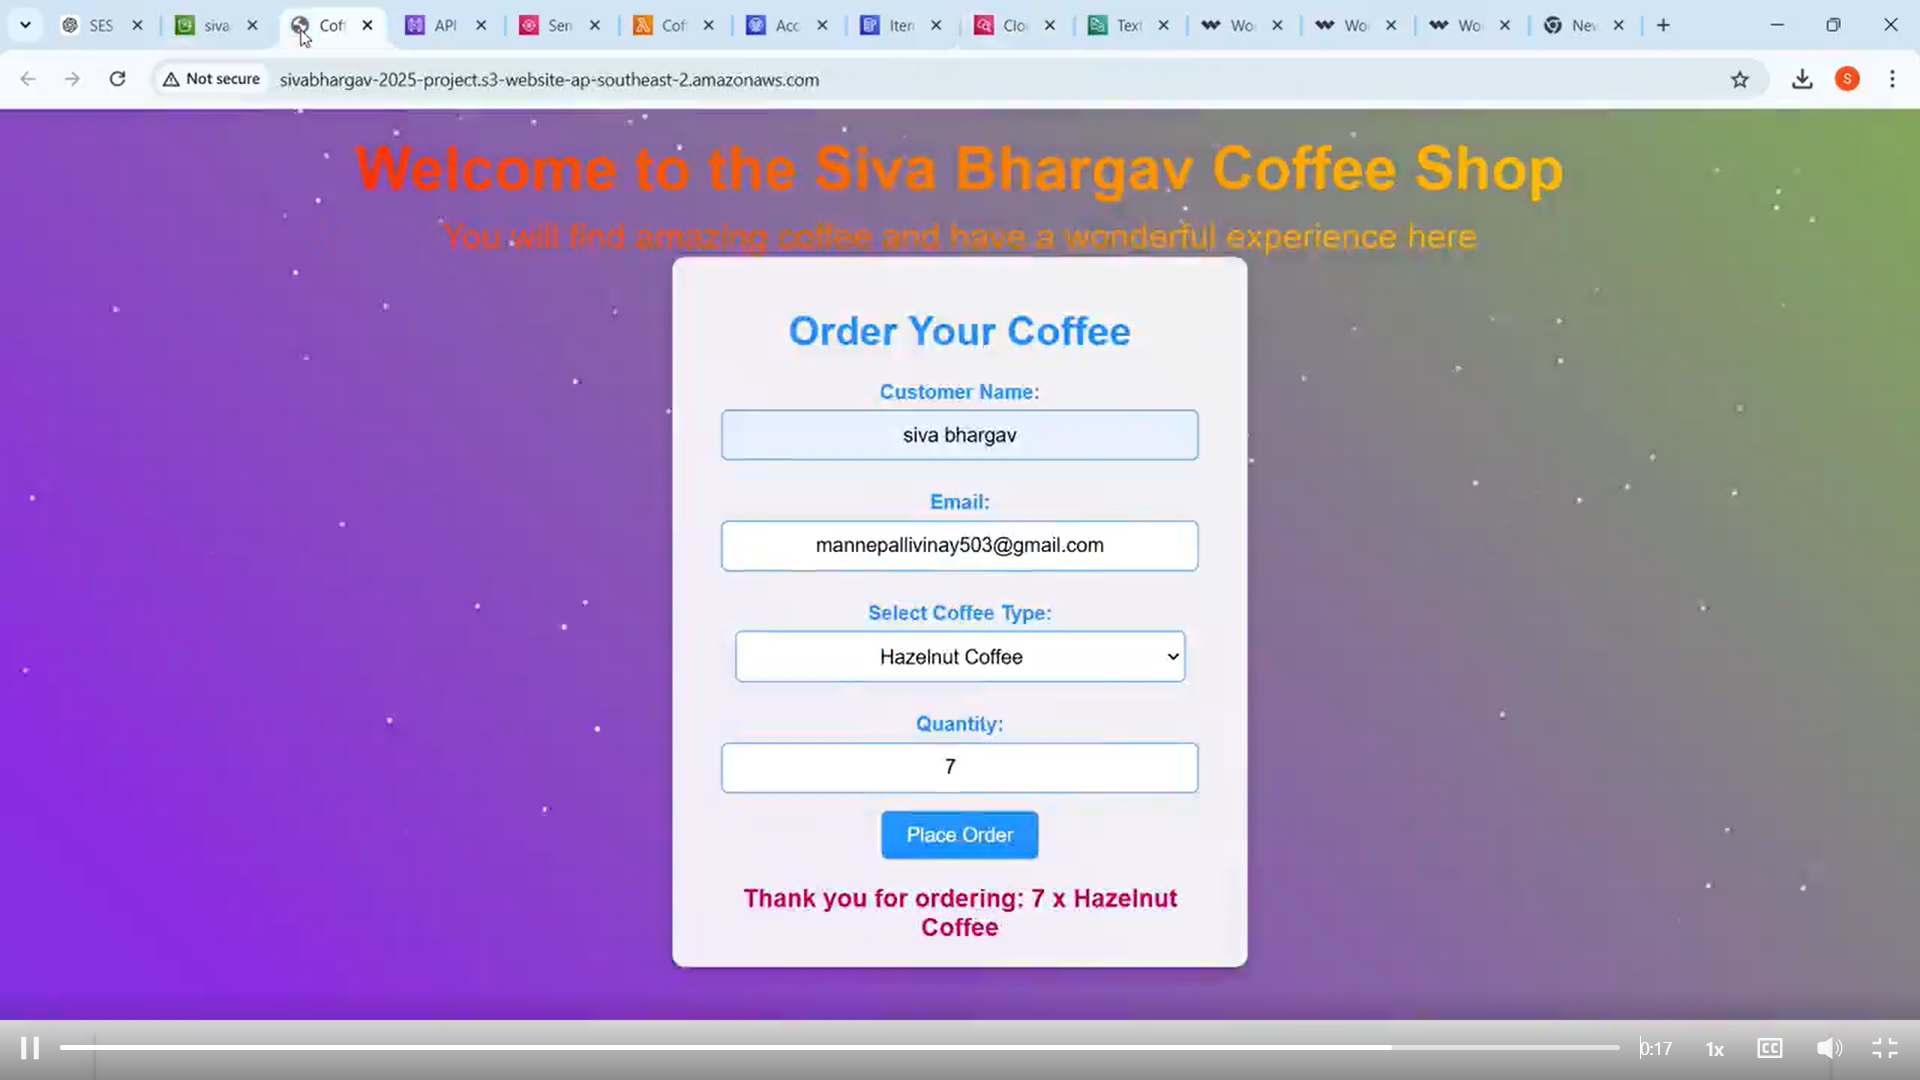 SES
siva
Coff
API
Sen
Coff
Acc
Iten
Clo
Text
Wo
Wo
Wo
Nev
Not secure
sivabhargav-2025-project.s3-website-ap-southeast-2.amazonaws.com
S
Welcome to the Siva Bhargav Coffee Shop
You will find amazing coffee and have a wonderful experience here
Order Your Coffee
Customer Name:
siva bhargav
Email:
mannepallivinay503@gmail.com
Select Coffee Type:
Hazelnut Coffee
Quantity:
7
Place Order
Thank you for ordering: 7 x Hazelnut
Coffee
0:17
1x
CC